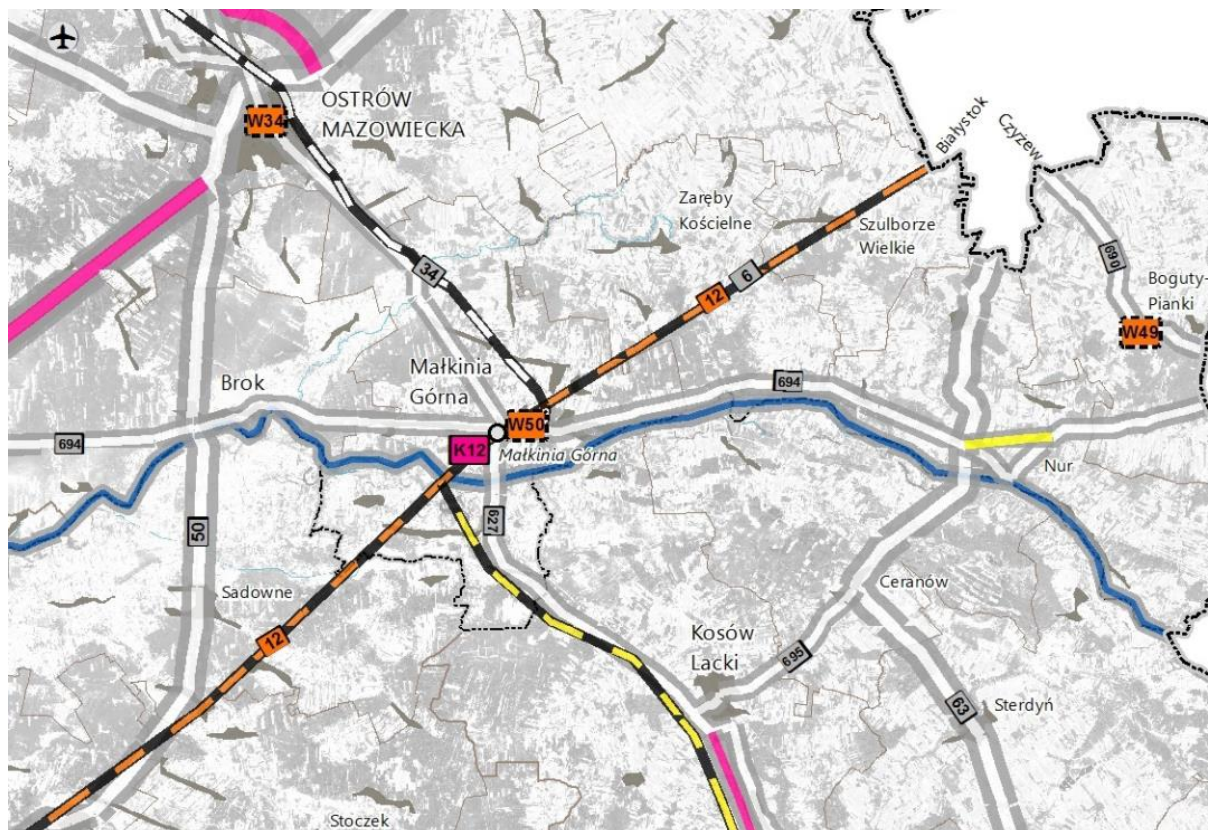 W34
OSTRÓW
MAZOWIECKA
Białystok
Czyżew
Zaręby
Kościelne
Szulborze
Wielkie
34
12
6
690
Boguty-
Pianki
W49
Małkinia
Górna
Brok
694
694
W50
K12
Małkinia Górna
Nur
627
50
Sadowne
12
Ceranów
Kosów
Lacki
695
63
Sterdyń
Stoczek